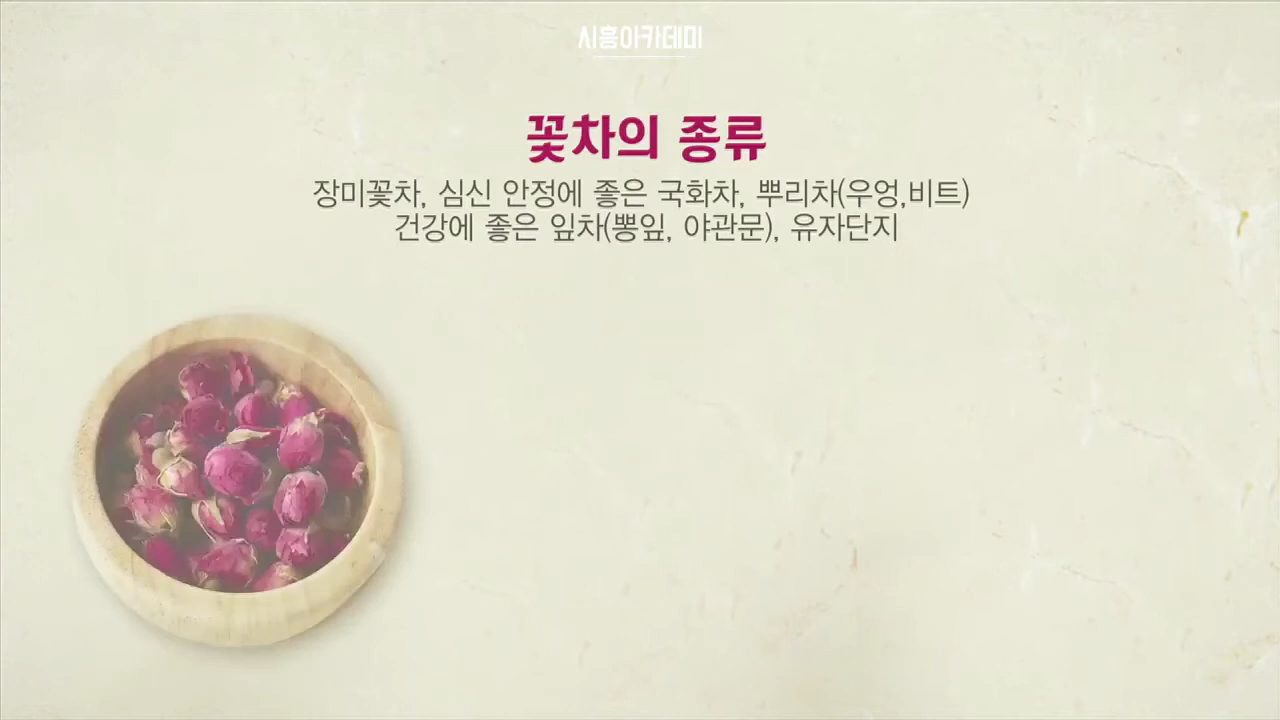 시흥아카데미
꽃차의 종류
장미꽃차, 심신 안정에 좋은 국화차, 뿌리차(우엉,비트)
건강에 좋은 잎차(뽕잎, 야관문), 유자단지